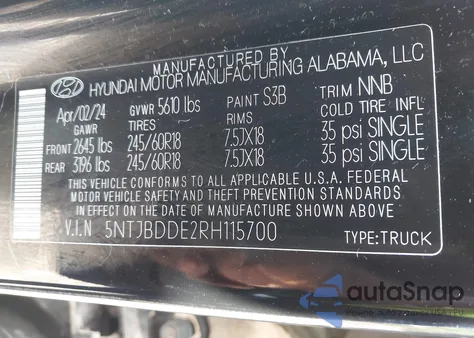 MANUFACTURED BY
HYUNDAI MOTOR MANUFACTURING ALABAMA, LLC
Apr/02/24 GVWR 5610 lbs PAINT S3B TRIM NNB
GAWR TIRES RIMS COLD TIRE INFL
FRONT 2645 lbs 245/60R18 7.5JX18 35 psi SINGLE
REAR 3196 lbs 245/60R18 7.5JX18 35 psi SINGLE
THIS VEHICLE CONFORMS TO ALL APPLICABLE U.S.A. FEDERAL
MOTOR VEHICLE SAFETY AND THEFT PREVENTION STANDARDS
IN EFFECT ON THE DATE OF MANUFACTURE SHOWN ABOVE
V.I.N 5NTJBDDE2RH115700 TYPE:TRUCK
autoSnap